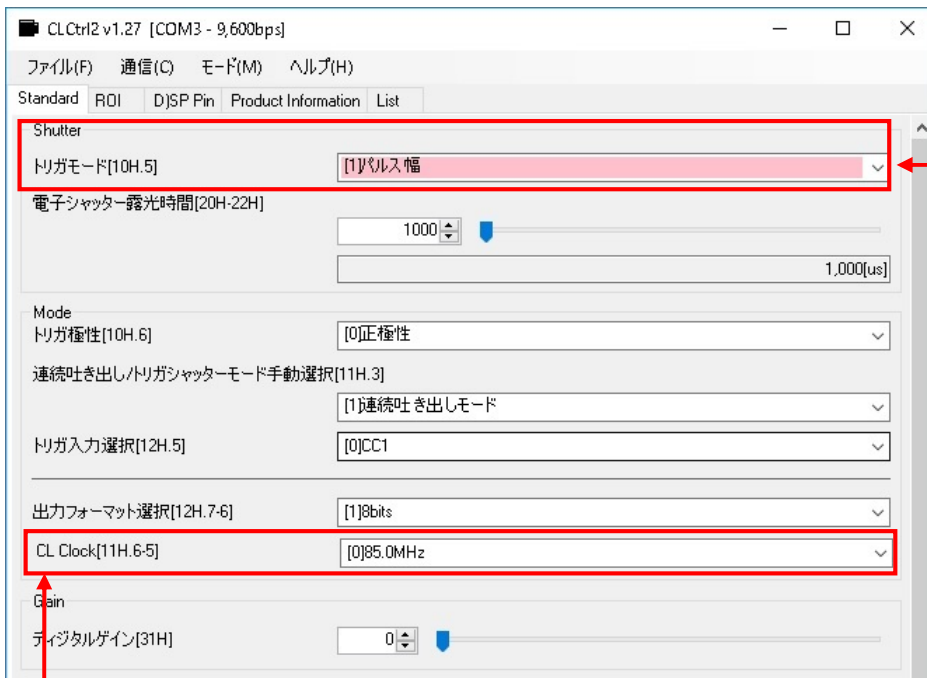 CLCtrl2 v1.27 [COM3 - 9,600bps]
ファイル(F) 通信(C) モード(M) ヘルプ(H)
Standard ROI D)SP Pin Product Information List
Shutter
トリガモード[10H.5] [1]パルス幅
電子シャッター露光時間[20H-22H]
1000
1,000[us]
Mode
トリガ極性[10H.6] [0]正極性
連続吐き出し/トリガシャッターモード手動選択[11H.3]
[1]連続吐き出しモード
トリガ入力選択[12H.5] [0]CC1
出力フォーマット選択[12H.7-6] [1]8bits
CL Clock[11H.6-5] [0]85.0MHz
Gain
ディジタルゲイン[31H] 0